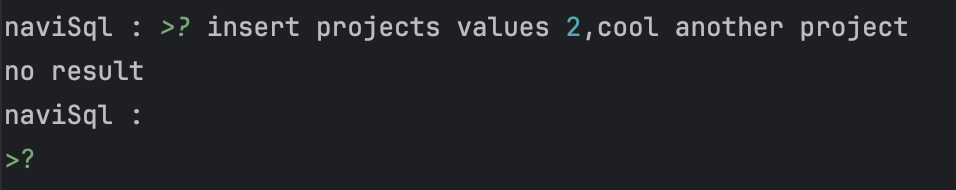 naviSql : >? insert projects values 2,cool another project
no result
naviSql :
>?